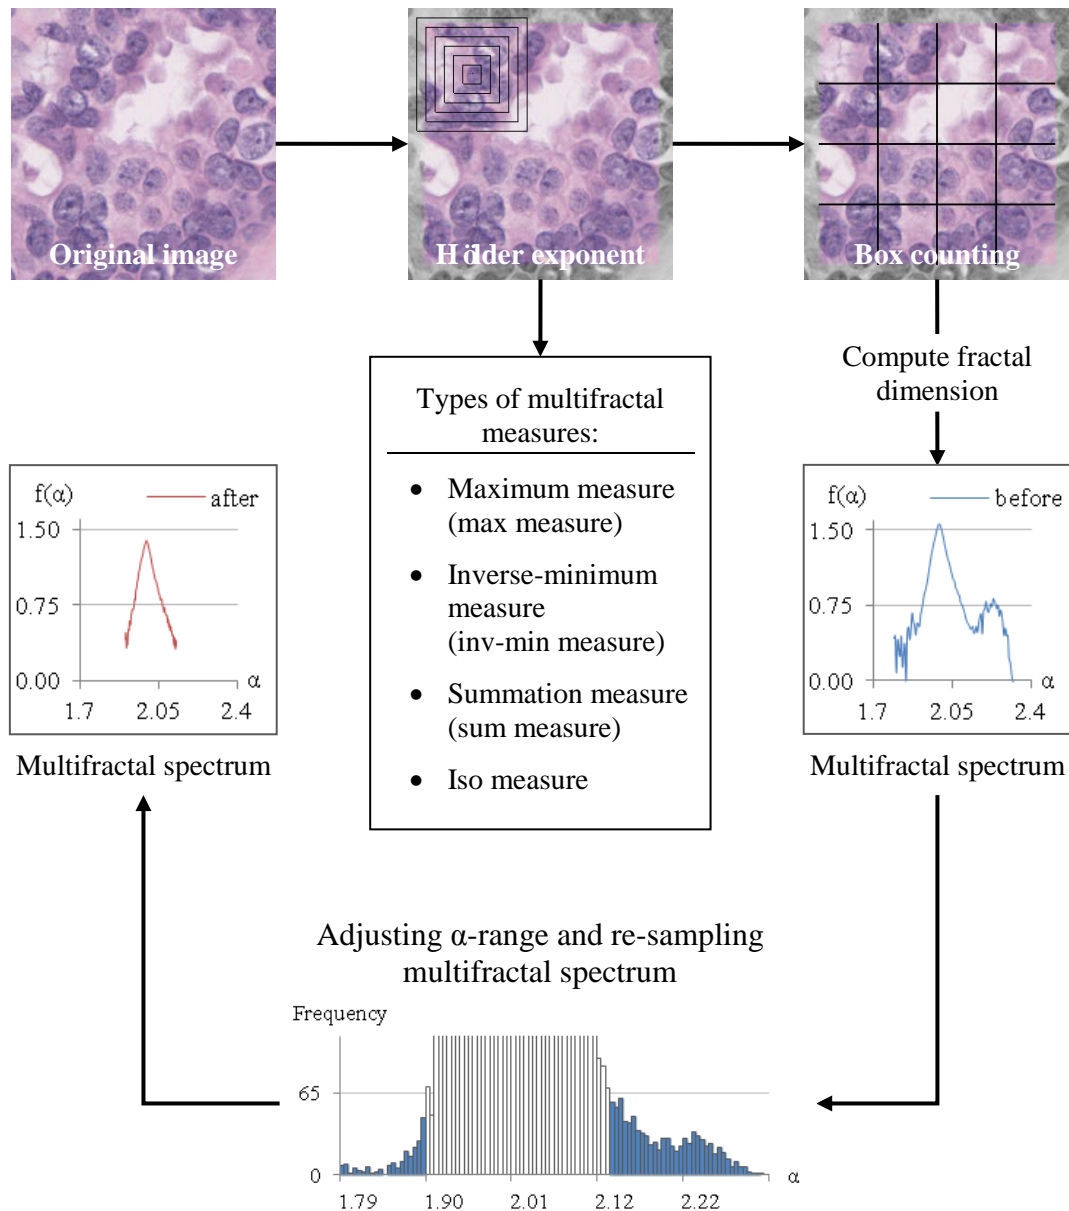 Original image
Hölder exponent
Box counting
Compute fractal
dimension
Types of multifractal
measures:
• Maximum measure
(max measure)
• Inverse-minimum
measure
(inv-min measure)
• Summation measure
(sum measure)
• Iso measure
f(α)
after
1.50
0.75
0.00
α
1.7
2.05
2.4
Multifractal spectrum
f(α)
before
1.50
0.75
0.00
α
1.7
2.05
2.4
Multifractal spectrum
Adjusting α-range and re-sampling
multifractal spectrum
Frequency
65
0
α
1.79
1.90
2.01
2.12
2.22